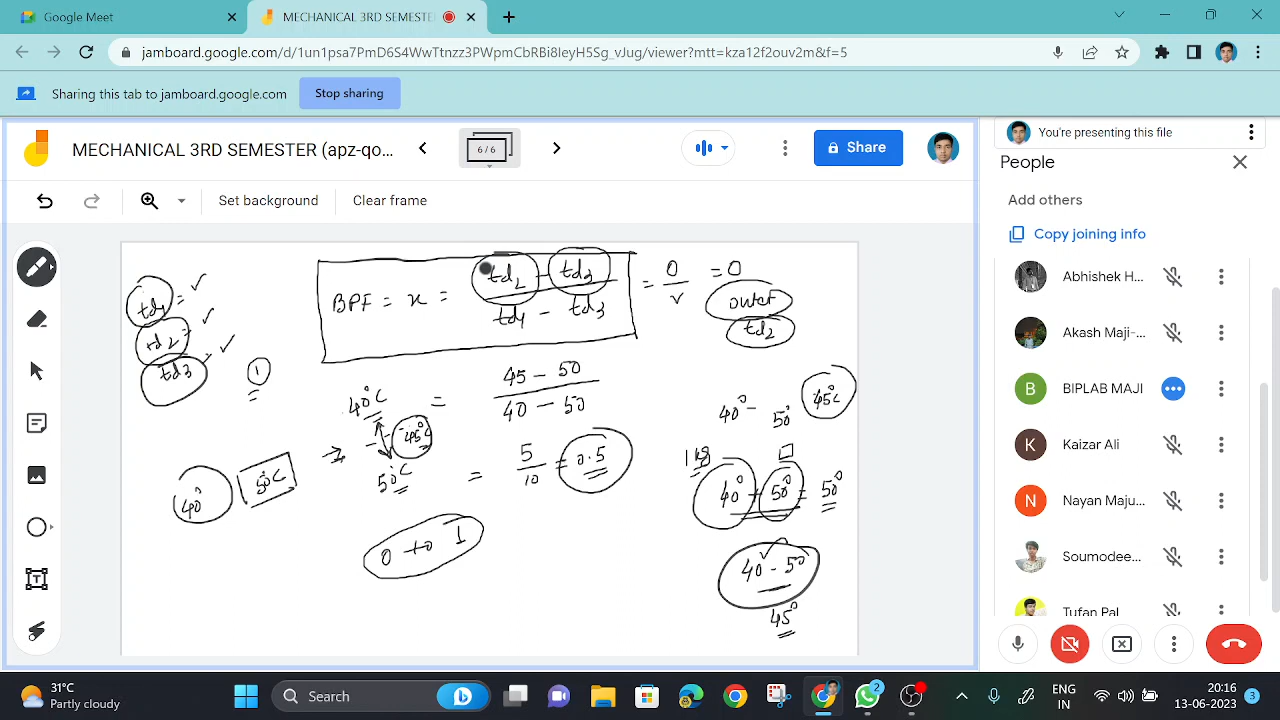 Google Meet
MECHANICAL 3RD SEMESTER
jamboard.google.com/d/1un1psa7PmD6S4WwTtnzz3PWpmCbRBi8IeyH5Sg_vJug/viewer?mtt=kza12f2ouv2m&f=5
Sharing this tab to jamboard.google.com
Stop sharing
MECHANICAL 3RD SEMESTER (apz-qo...
6/6
Share
Set background
Clear frame
td1 = ✓
td2 - ✓
td3 - ✓
1
BPF = x = td2 - td3
td1 - td3
= 0 = 0
outlet
td2
40°C = 45 - 50
40 - 50
45°C
50°C = 5
10
= 0.5
40° 50°C
0 to 1
40° - 50° 45°C
40° + 50° = 50°
40 - 50
45°
You're presenting this file
People
Add others
Copy joining info
Abhishek H...
Akash Maji-...
B BIPLAB MAJI
K Kaizar Ali
N Nayan Maju...
Soumodee...
Tufan Pal
31°C
Partly cloudy
Search
2
ENG
IN
20:16
13-06-2023
3